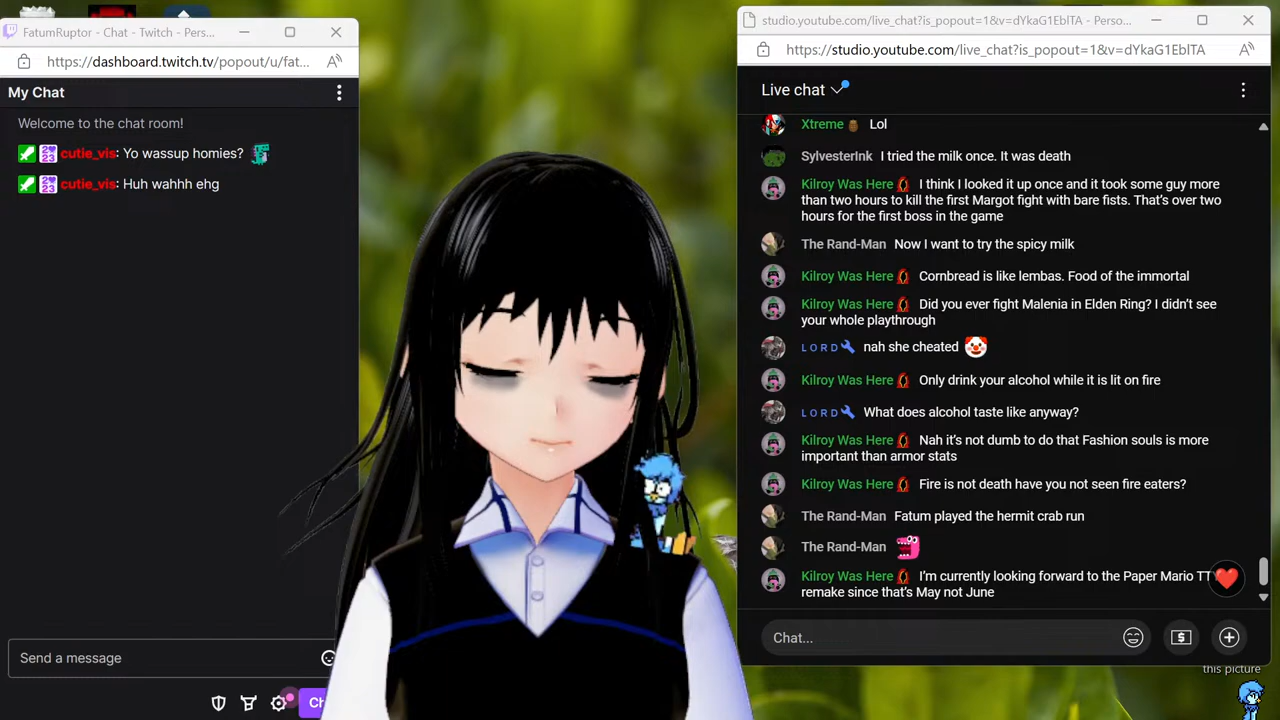 FatumRuptor - Chat - Twitch - Pers...
https://dashboard.twitch.tv/popout/u/fat...
My Chat
Welcome to the chat room!
cutie_vis: Yo wassup homies?
cutie_vis: Huh wahhh ehg
Send a message
Ch
studio.youtube.com/live_chat?is_popout=1&v=dYkaG1EblTA - Perso...
https://studio.youtube.com/live_chat?is_popout=1&v=dYkaG1EblTA
Live chat
Xtreme Lol
SylvesterInk I tried the milk once. It was death
Kilroy Was Here I think I looked it up once and it took some guy more
than two hours to kill the first Margot fight with bare fists. That's over two
hours for the first boss in the game
The Rand-Man Now I want to try the spicy milk
Kilroy Was Here Cornbread is like lembas. Food of the immortal
Kilroy Was Here Did you ever fight Malenia in Elden Ring? I didn't see
your whole playthrough
L O R D nah she cheated
Kilroy Was Here Only drink your alcohol while it is lit on fire
L O R D What does alcohol taste like anyway?
Kilroy Was Here Nah it's not dumb to do that Fashion souls is more
important than armor stats
Kilroy Was Here Fire is not death have you not seen fire eaters?
The Rand-Man Fatum played the hermit crab run
The Rand-Man
Kilroy Was Here I'm currently looking forward to the Paper Mario TT
remake since that's May not June
Chat...
this picture